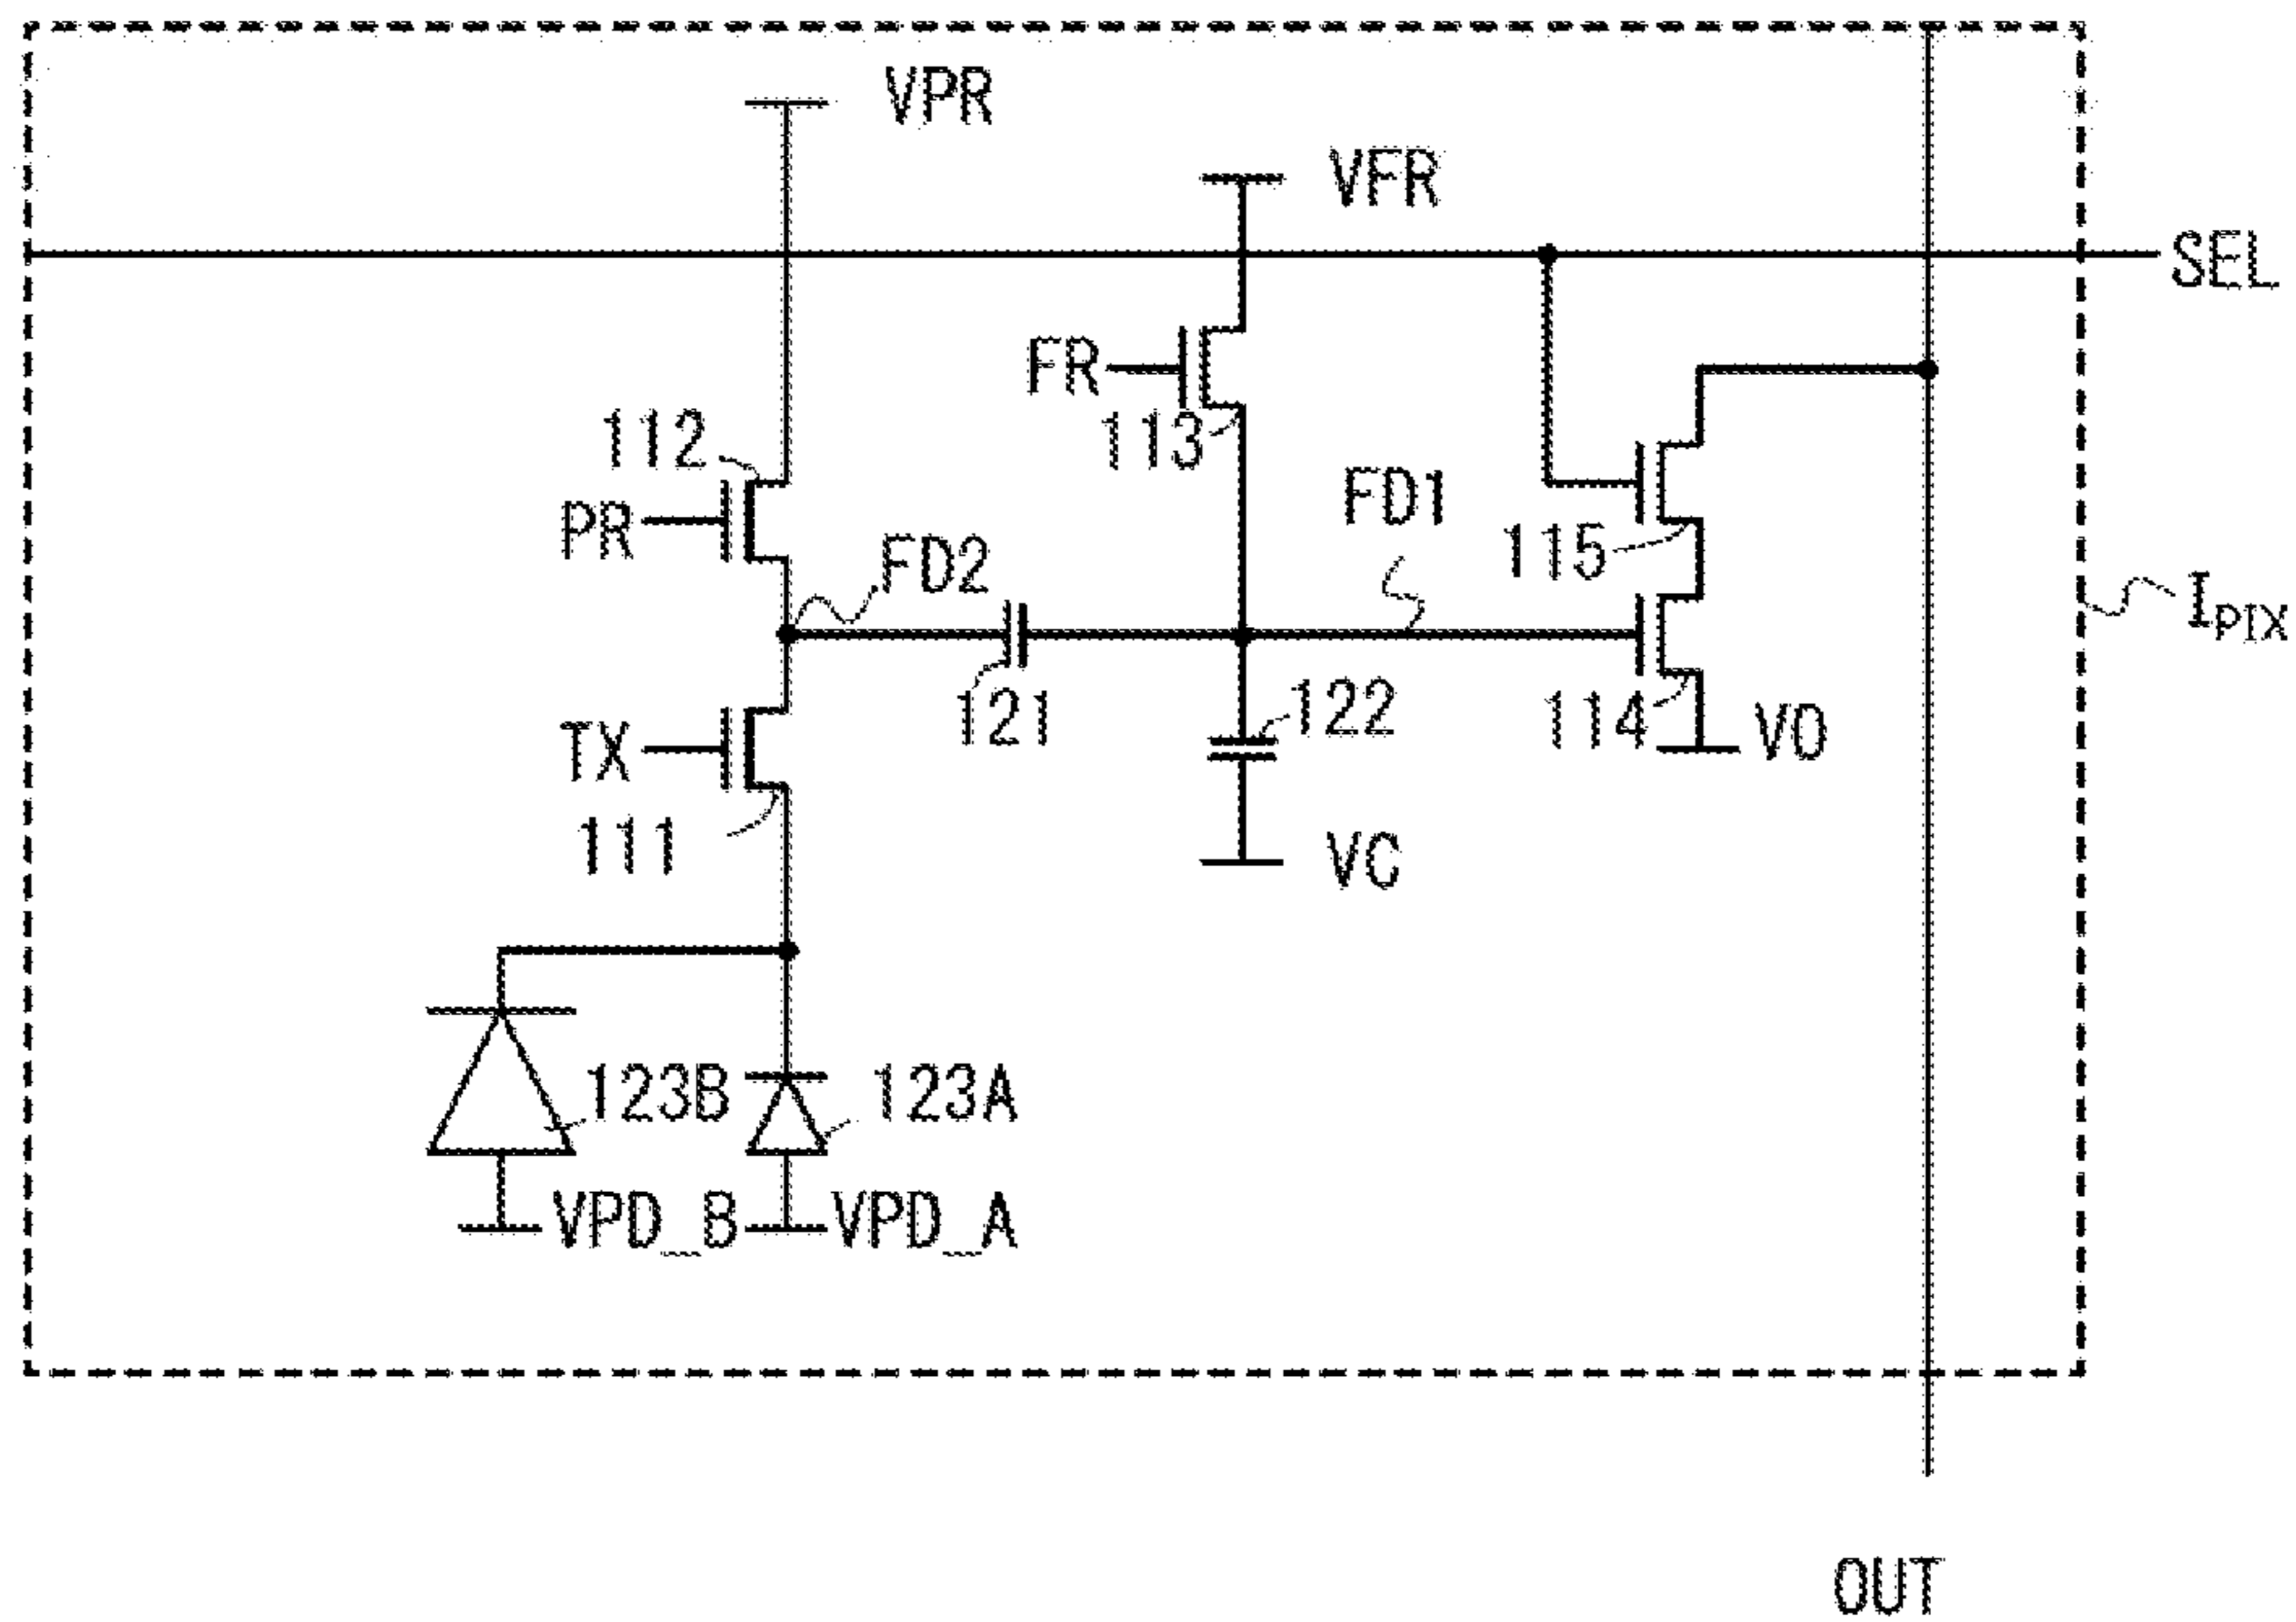 VPR
VFR
SEL
FR
112
113
FD1
PR
FD2
115
IPIX
121
122
114
VO
TX
111
VC
123B
123A
VPD_B
VPD_A
OUT